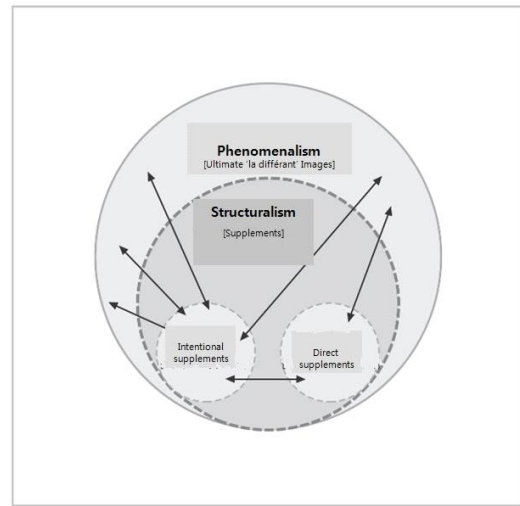 Phenomenalism
[Ultimate 'la différant' Images]
Structuralism
[Supplements]
Intentional
supplements
Direct
supplements